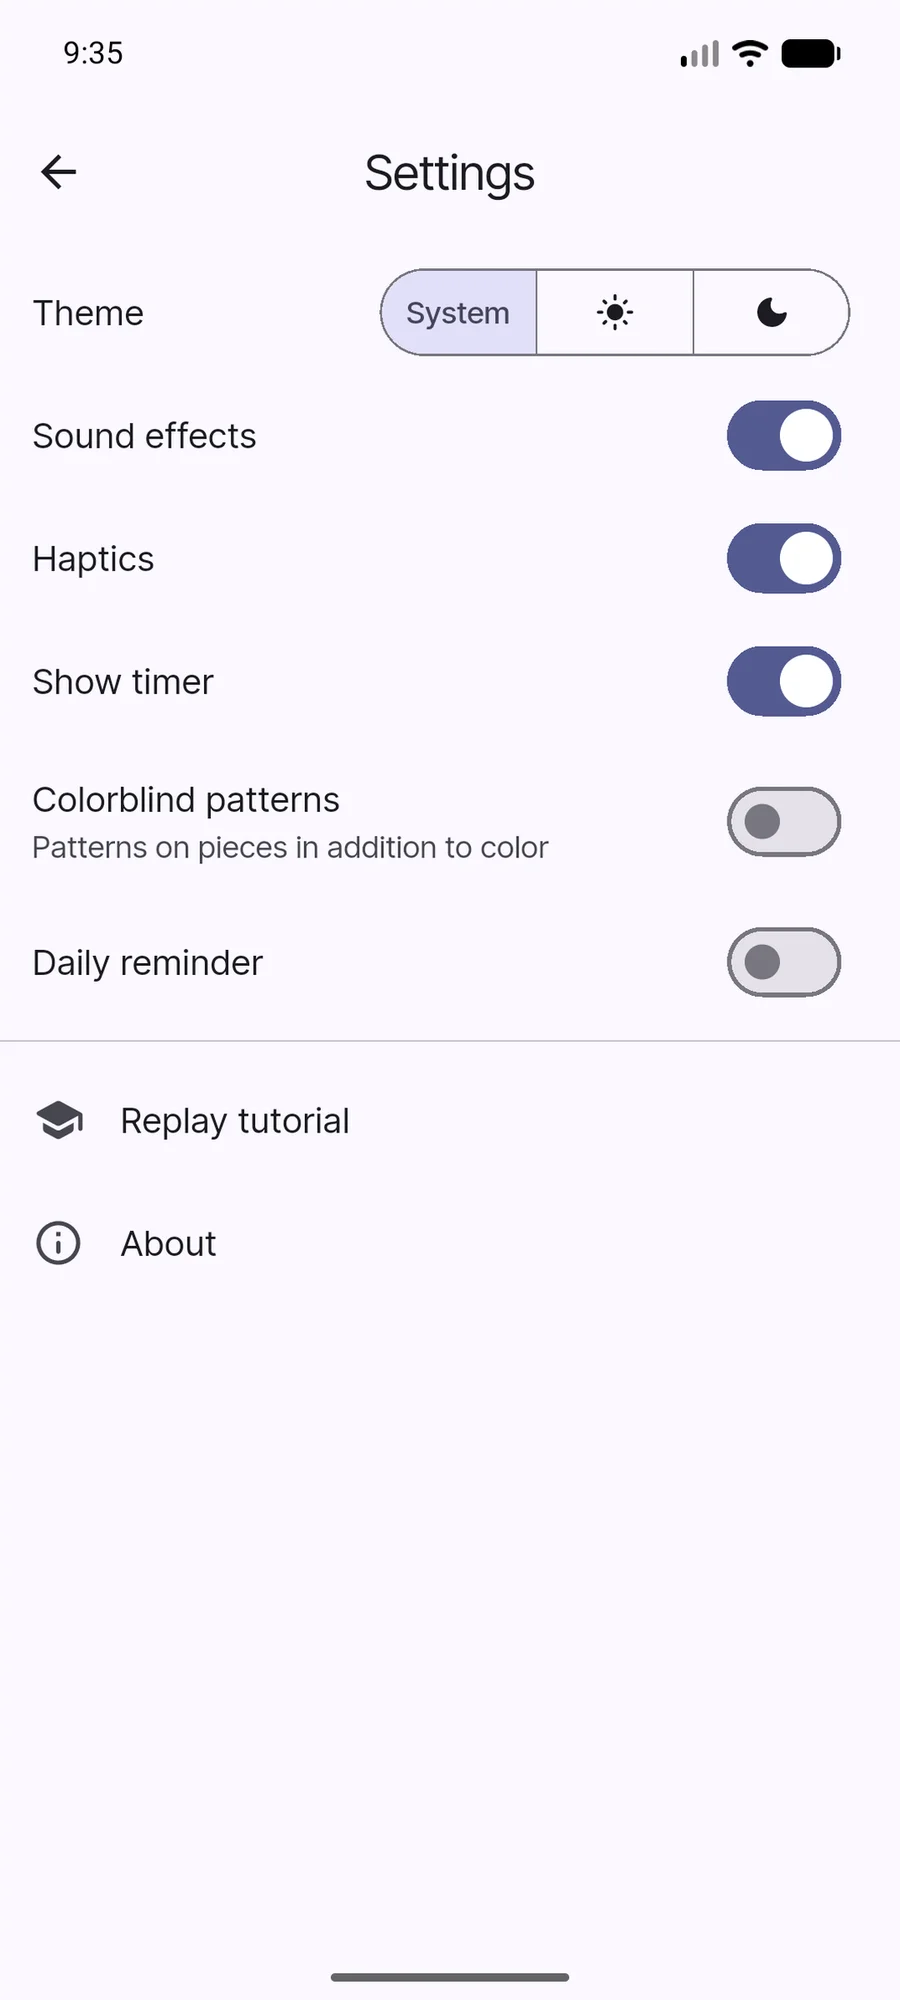 9:35
Settings
Theme
System
Sound effects
Haptics
Show timer
Colorblind patterns
Patterns on pieces in addition to color
Daily reminder
Replay tutorial
About